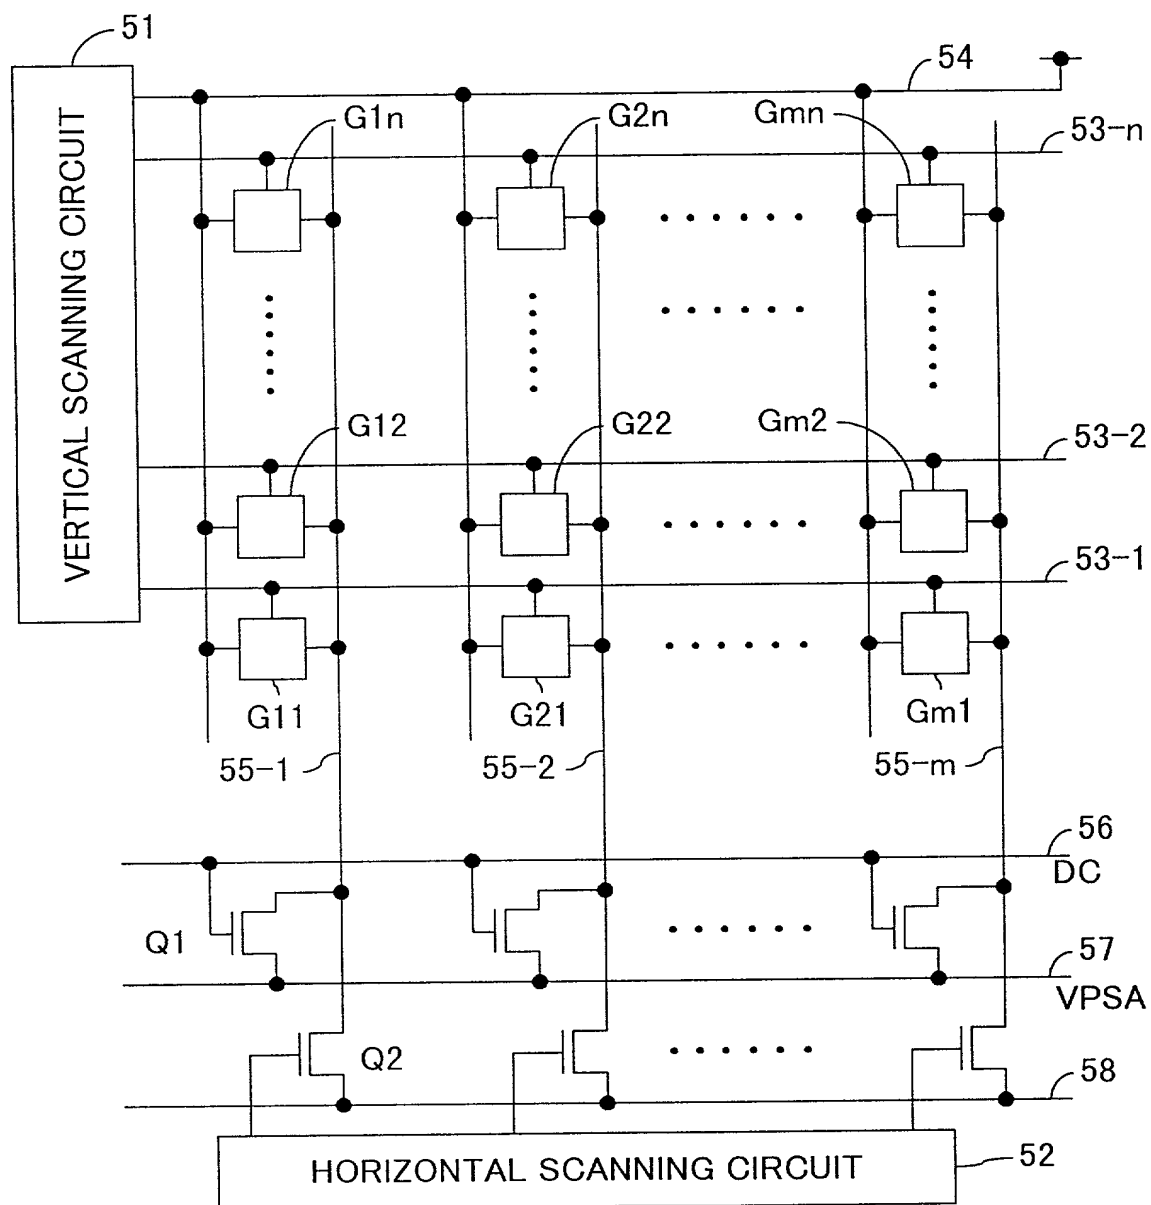 51
54
G1n
G2n
Gmn
53-n
VERTICAL SCANNING CIRCUIT
G12
G22
Gm2
53-2
53-1
G11
G21
Gm1
55-1
55-2
55-m
56
DC
Q1
57
VPSA
Q2
58
HORIZONTAL SCANNING CIRCUIT
52